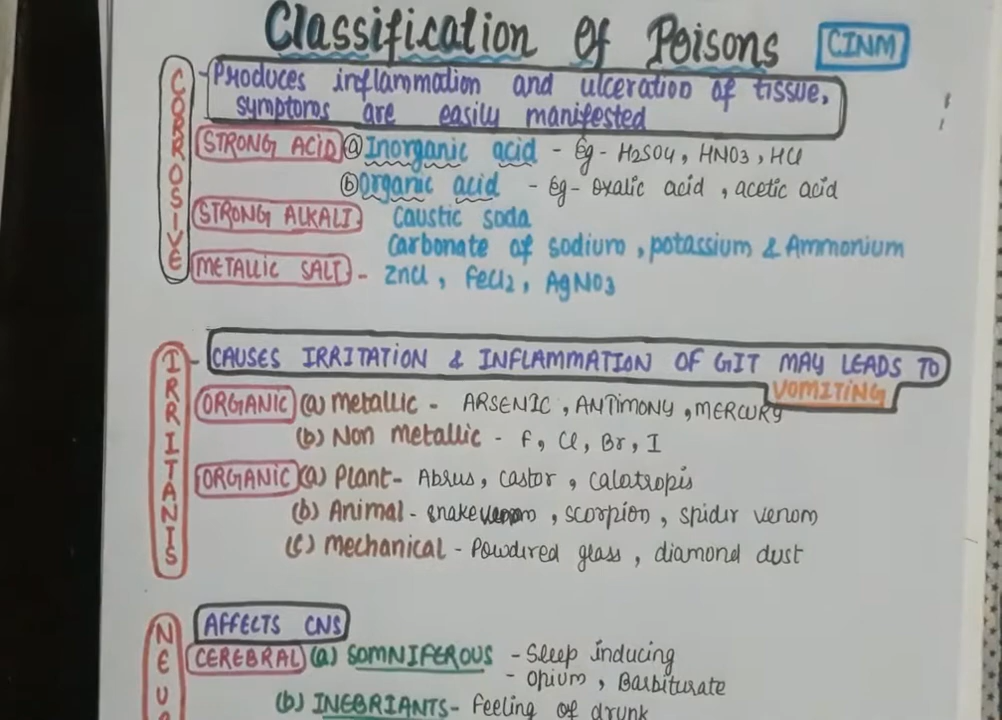 Classification Of Poisons CINM
CORROSIVE
- Produces inflammation and ulceration of tissue,
symptoms are easily manifested
STRONG ACID (a) Inorganic acid - Eg- H2SO4, HNO3, HCl
(b) Organic acid - Eg- oxalic acid, acetic acid
STRONG ALKALI Caustic soda
Carbonate of sodium, potassium & Ammonium
METALLIC SALT - ZnCl, FeCl2, AgNO3
IRRITANTS
- CAUSES IRRITATION & INFLAMMATION OF GIT MAY LEADS TO
VOMITING
ORGANIC (a) Metallic - ARSENIC, ANTIMONY, MERCURY
(b) Non metallic - F, Cl, Br, I
ORGANIC (a) Plant- Abrus, castor, calotropis
(b) Animal - snake venom, scorpion, spider venom
(c) Mechanical - Powdired glass, diamond dust
NEU
AFFECTS CNS
CEREBRAL (a) SOMNIFEROUS - Sleep inducing
- opium, Barbiturate
(b) INEBRIANTS- Feeling of drunk